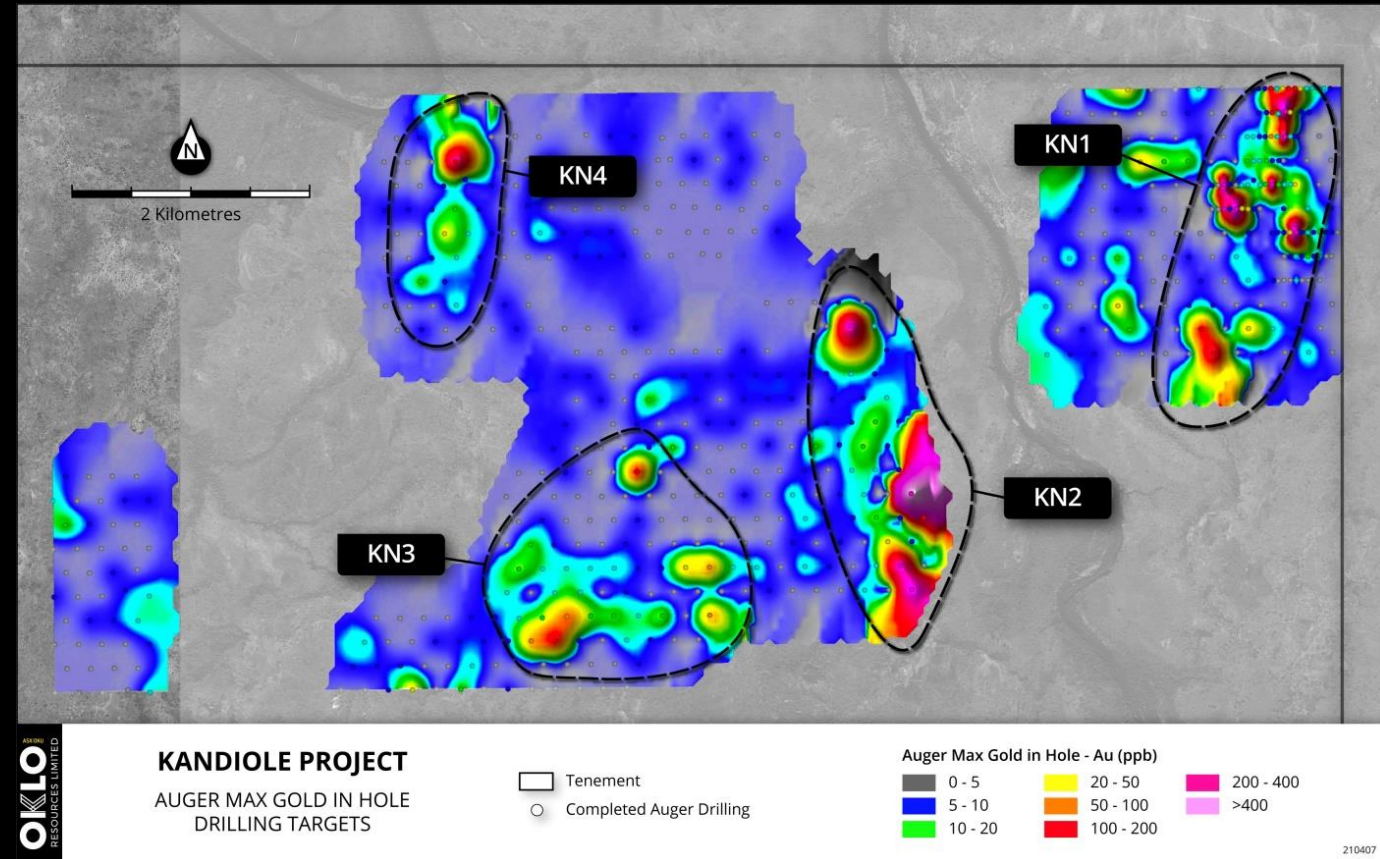 N
2 Kilometres
KN4
KN1
KN2
KN3
ASX:OKU
OKLO
RESOURCES LIMITED
KANDIOLE PROJECT
AUGER MAX GOLD IN HOLE
DRILLING TARGETS
Tenement
Completed Auger Drilling
Auger Max Gold in Hole - Au (ppb)
0 - 5
5 - 10
10 - 20
20 - 50
50 - 100
100 - 200
200 - 400
>400
210407